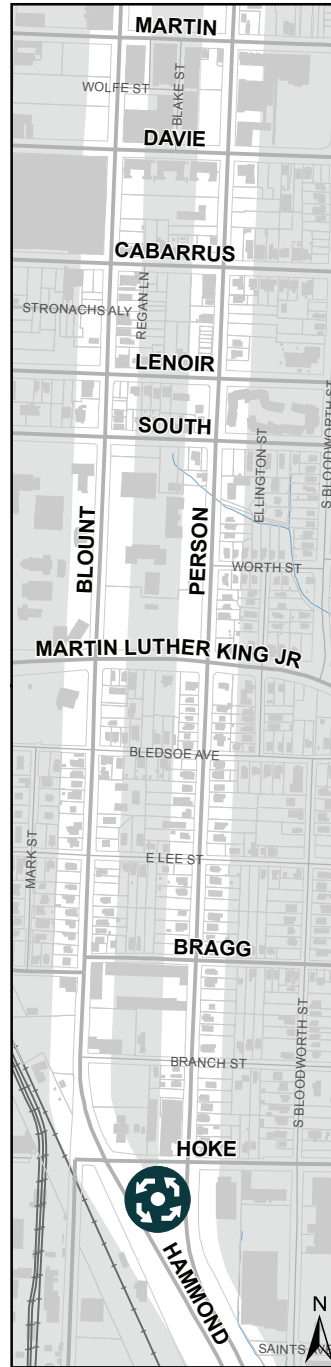 MARTIN
WOLFE ST
BLAKE ST
DAVIE
CABARRUS
REGAN LN
STRONACHS ALY
LENOIR
SOUTH
ELLINGTON ST
S BLOODWORTH ST
BLOUNT
PERSON
WORTH ST
MARTIN LUTHER KING JR
BLEDSOE AVE
MARK ST
E LEE ST
BRAGG
S BLOODWORTH ST
BRANCH ST
HOKE
HAMMOND
N